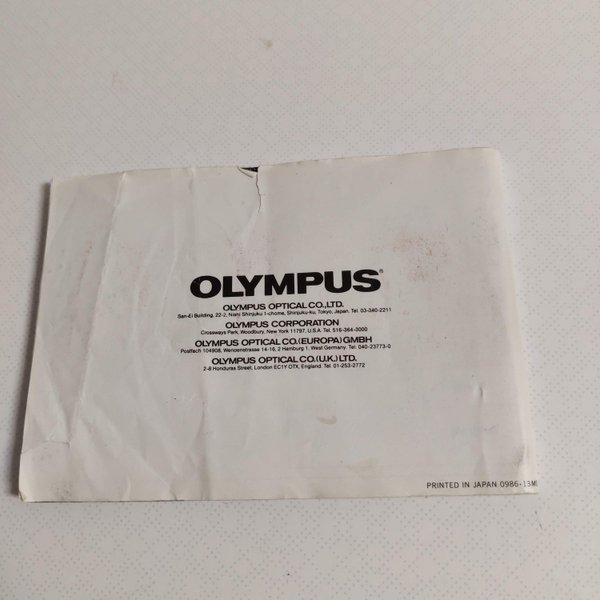 OLYMPUS®
OLYMPUS OPTICAL CO.,LTD.
San-Ei Building, 22-2, Nishi Shinjuku 1-chome, Shinjuku-ku, Tokyo, Japan. Tel. 03-340-2211
OLYMPUS CORPORATION
Crossways Park, Woodbury, New York 11797, U.S.A. Tel. 516-364-3000
OLYMPUS OPTICAL CO.(EUROPA) GMBH
Postfach 104908, Wendenstrasse 14-16, 2 Hamburg 1, West Germany. Tel. 040-23773-0
OLYMPUS OPTICAL CO.(U.K.) LTD.
2-8 Honduras Street, London EC1Y OTX, England. Tel. 01-253-2772
PRINTED IN JAPAN 0986-13M